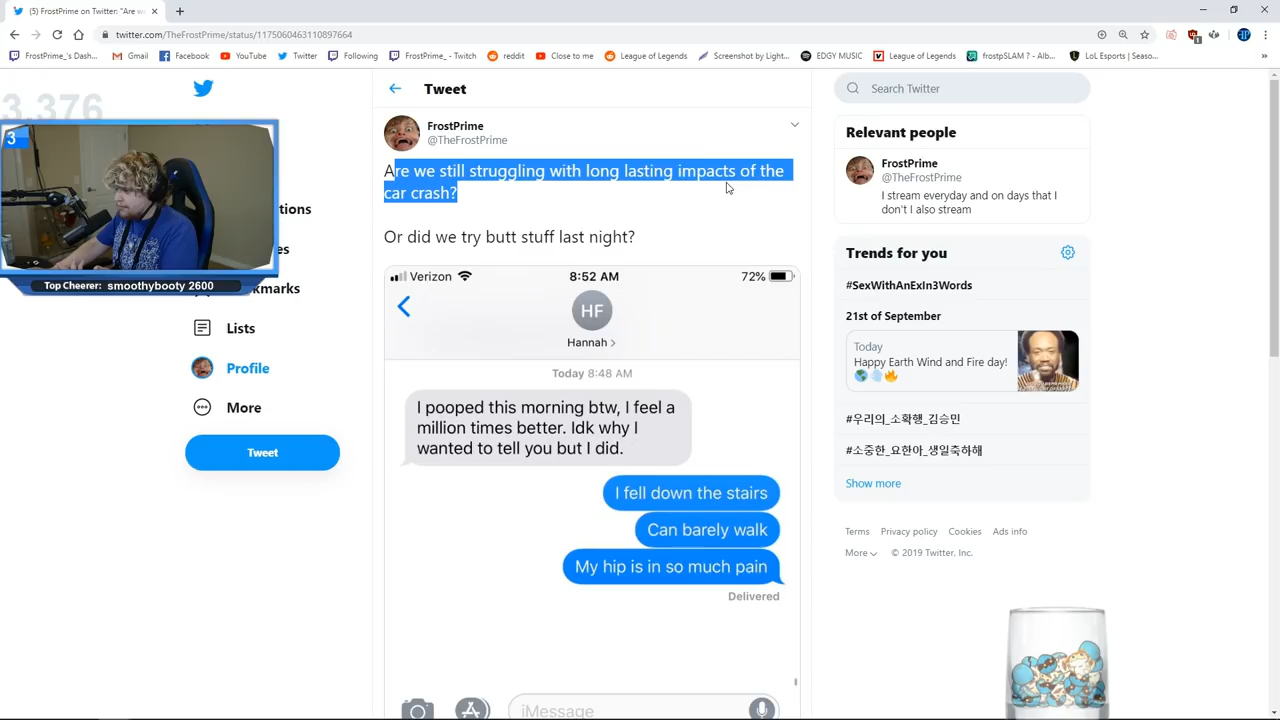 (5) FrostPrime on Twitter: "Are w
twitter.com/TheFrostPrime/status/1175060463110897664
FrostPrime_'s Dash...
Gmail
Facebook
YouTube
Twitter
Following
FrostPrime_ - Twitch
reddit
Close to me
League of Legends
Screenshot by Light...
EDGY MUSIC
League of Legends
frostpSLAM ? - Alb...
LoL Esports | Seaso...
3,376
3
Top Cheerer: smoothybooty 2600
Lists
Profile
More
Tweet
Tweet
FrostPrime
@TheFrostPrime
Are we still struggling with long lasting impacts of the
car crash?
Or did we try butt stuff last night?
Verizon
8:52 AM
72%
HF
Hannah
Today 8:48 AM
I pooped this morning btw, I feel a
million times better. Idk why I
wanted to tell you but I did.
I fell down the stairs
Can barely walk
My hip is in so much pain
Delivered
iMessage
Search Twitter
Relevant people
FrostPrime
@TheFrostPrime
I stream everyday and on days that I
don't I also stream
Trends for you
#SexWithAnExIn3Words
21st of September
Today
Happy Earth Wind and Fire day!
#우리의_소확행_김승민
#소중한_요한아_생일축하해
Show more
Terms Privacy policy Cookies Ads info
More © 2019 Twitter, Inc.